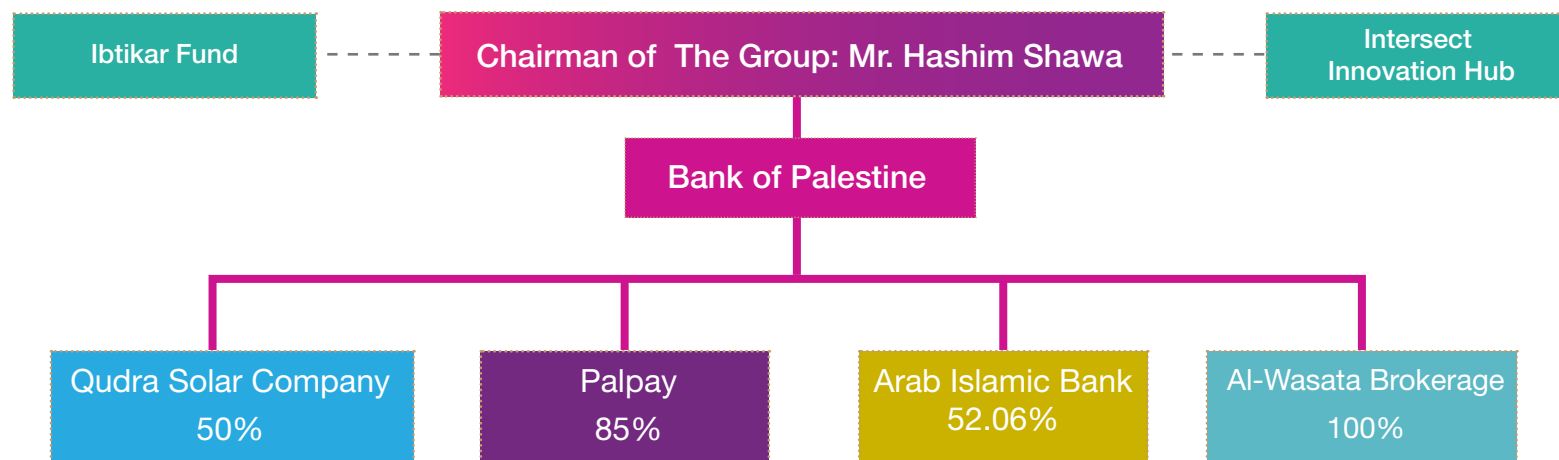 Ibtikar Fund
Chairman of The Group: Mr. Hashim Shawa
Intersect
Innovation Hub
Bank of Palestine
Qudra Solar Company
50%
Palpay
85%
Arab Islamic Bank
52.06%
Al-Wasata Brokerage
100%